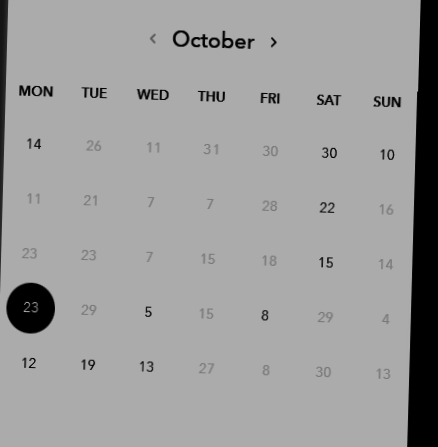 ‹ October ›
MON TUE WED THU FRI SAT SUN
14 26 11 31 30 30 10
11 21 7 7 28 22 16
23 23 7 15 18 15 14
23 29 5 15 8 29 4
12 19 13 27 8 30 13